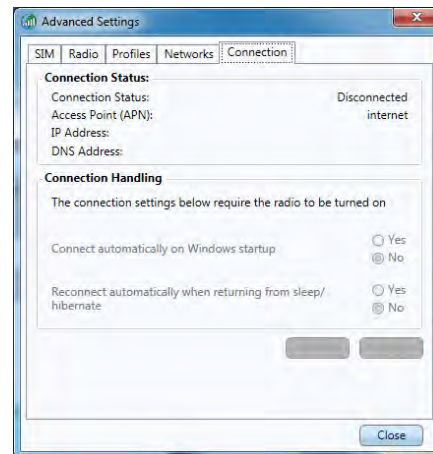 Advanced Settings
SIM Radio Profiles Networks Connection
Connection Status:
Connection Status: Disconnected
Access Point (APN): internet
IP Address:
DNS Address:
Connection Handling
The connection settings below require the radio to be turned on
Connect automatically on Windows startup
Yes
No
Reconnect automatically when returning from sleep/
hibernate
Yes
No
Close